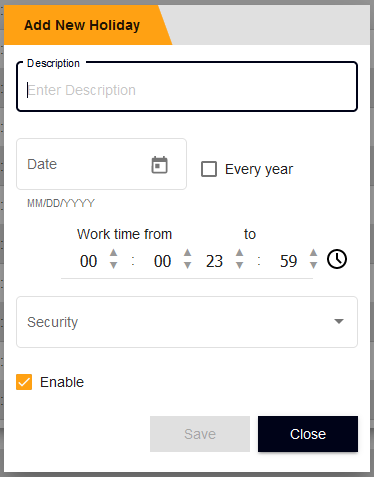 Add New Holiday
Description
Enter Description
Date
Every year
MM/DD/YYYY
Work time from to
00 : 00 23 : 59
Security
Enable
Save Close